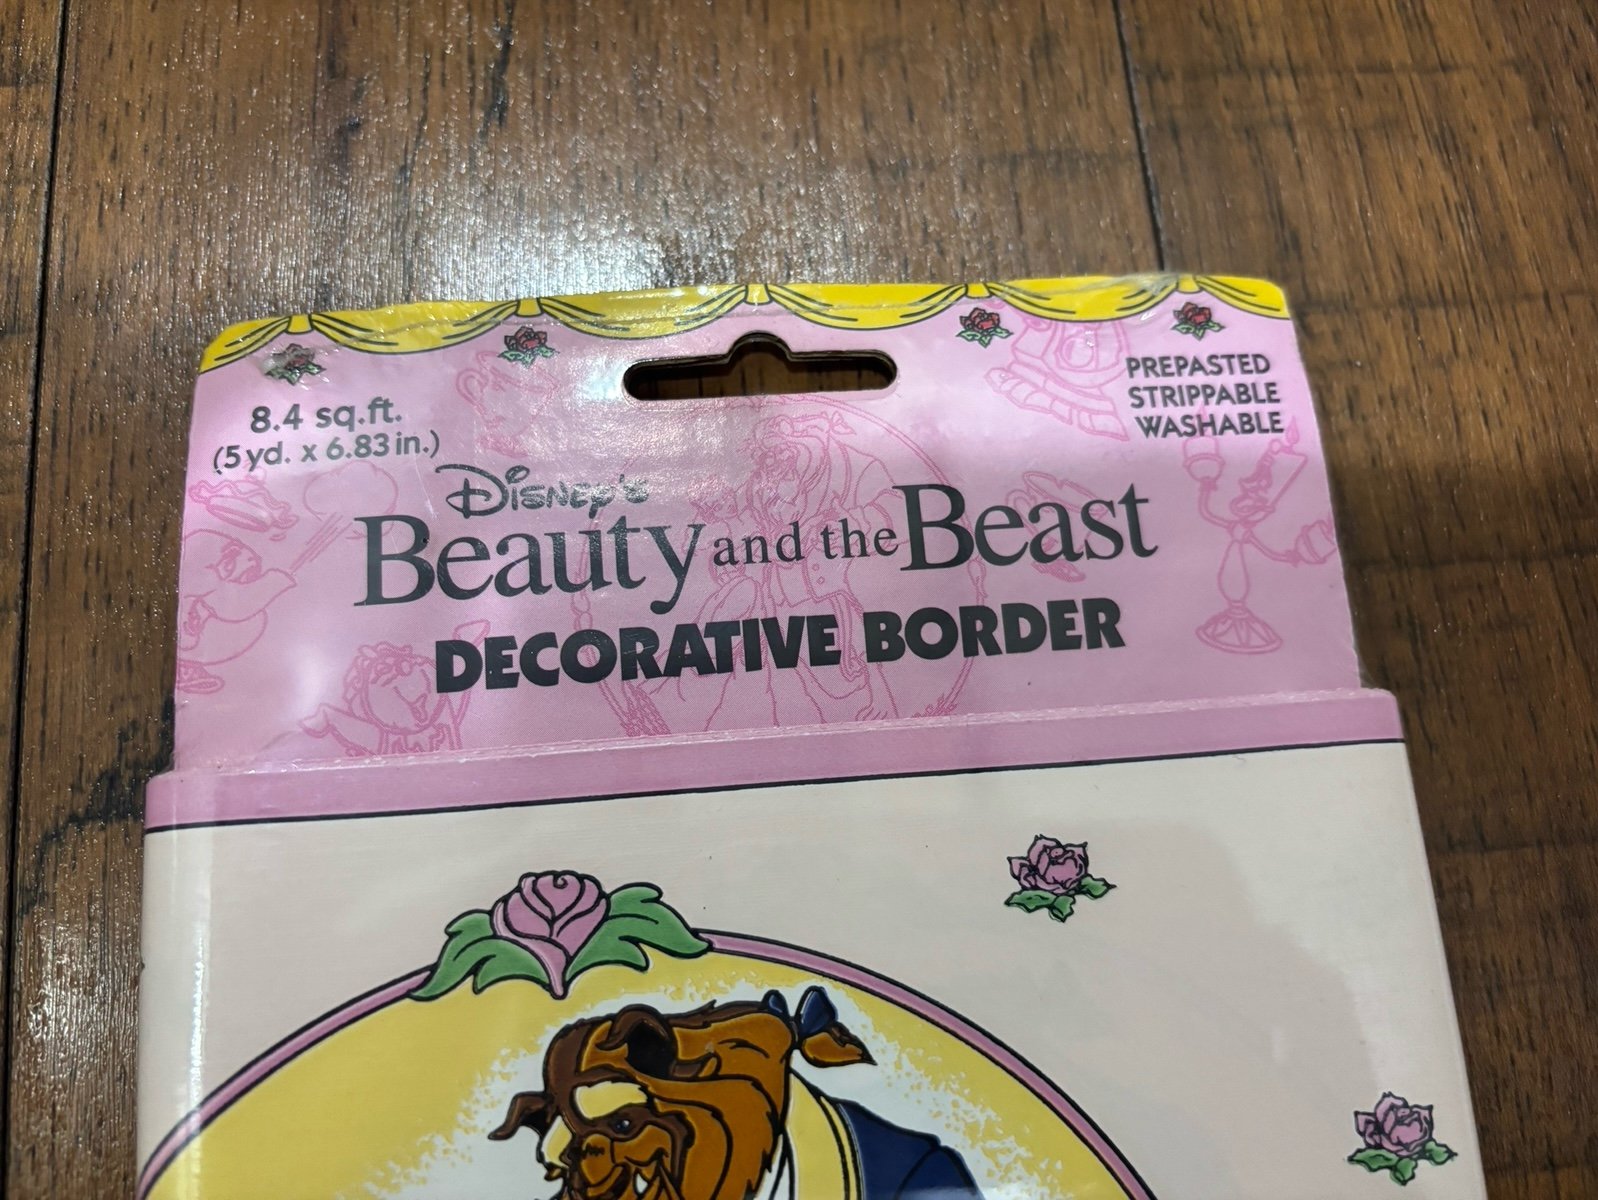 8.4 sq.ft.
(5 yd. x 6.83 in.)
PREPASTED
STRIPPABLE
WASHABLE
Disney's
Beauty and the Beast
DECORATIVE BORDER